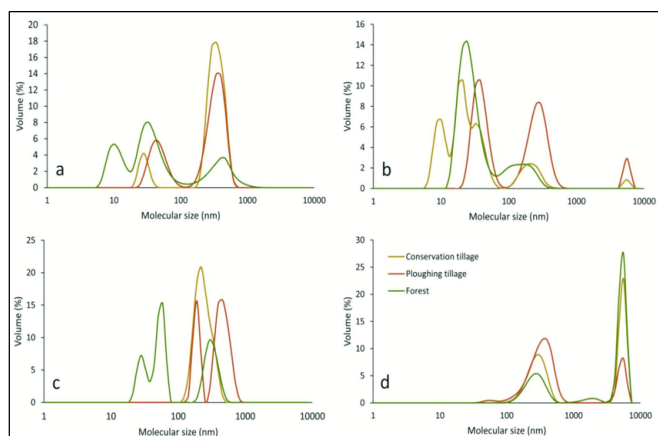 20
18
16
14
12
10
8
6
4
2
0
Volume (%)
a
1 10 100 1000 10000
Molecular size (nm)
16
14
12
10
8
6
4
2
0
Volume (%)
b
1 10 100 1000 10000
Molecular size (nm)
25
20
15
10
5
0
Volume (%)
c
1 10 100 1000 10000
Molecular size (nm)
30
25
20
15
10
5
0
Volume (%)
Conservation tillage
Ploughing tillage
Forest
d
1 10 100 1000 10000
Molecular size (nm)